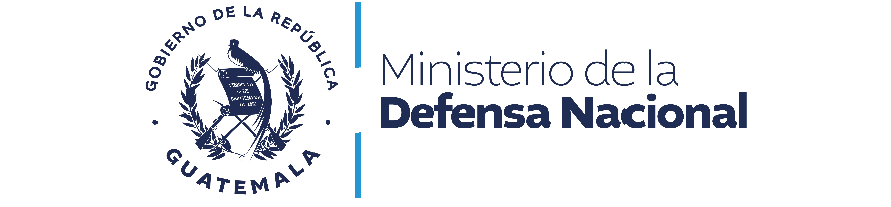 GOBIERNO DE LA REPÚBLICA
GUATEMALA
Ministerio de la
Defensa Nacional